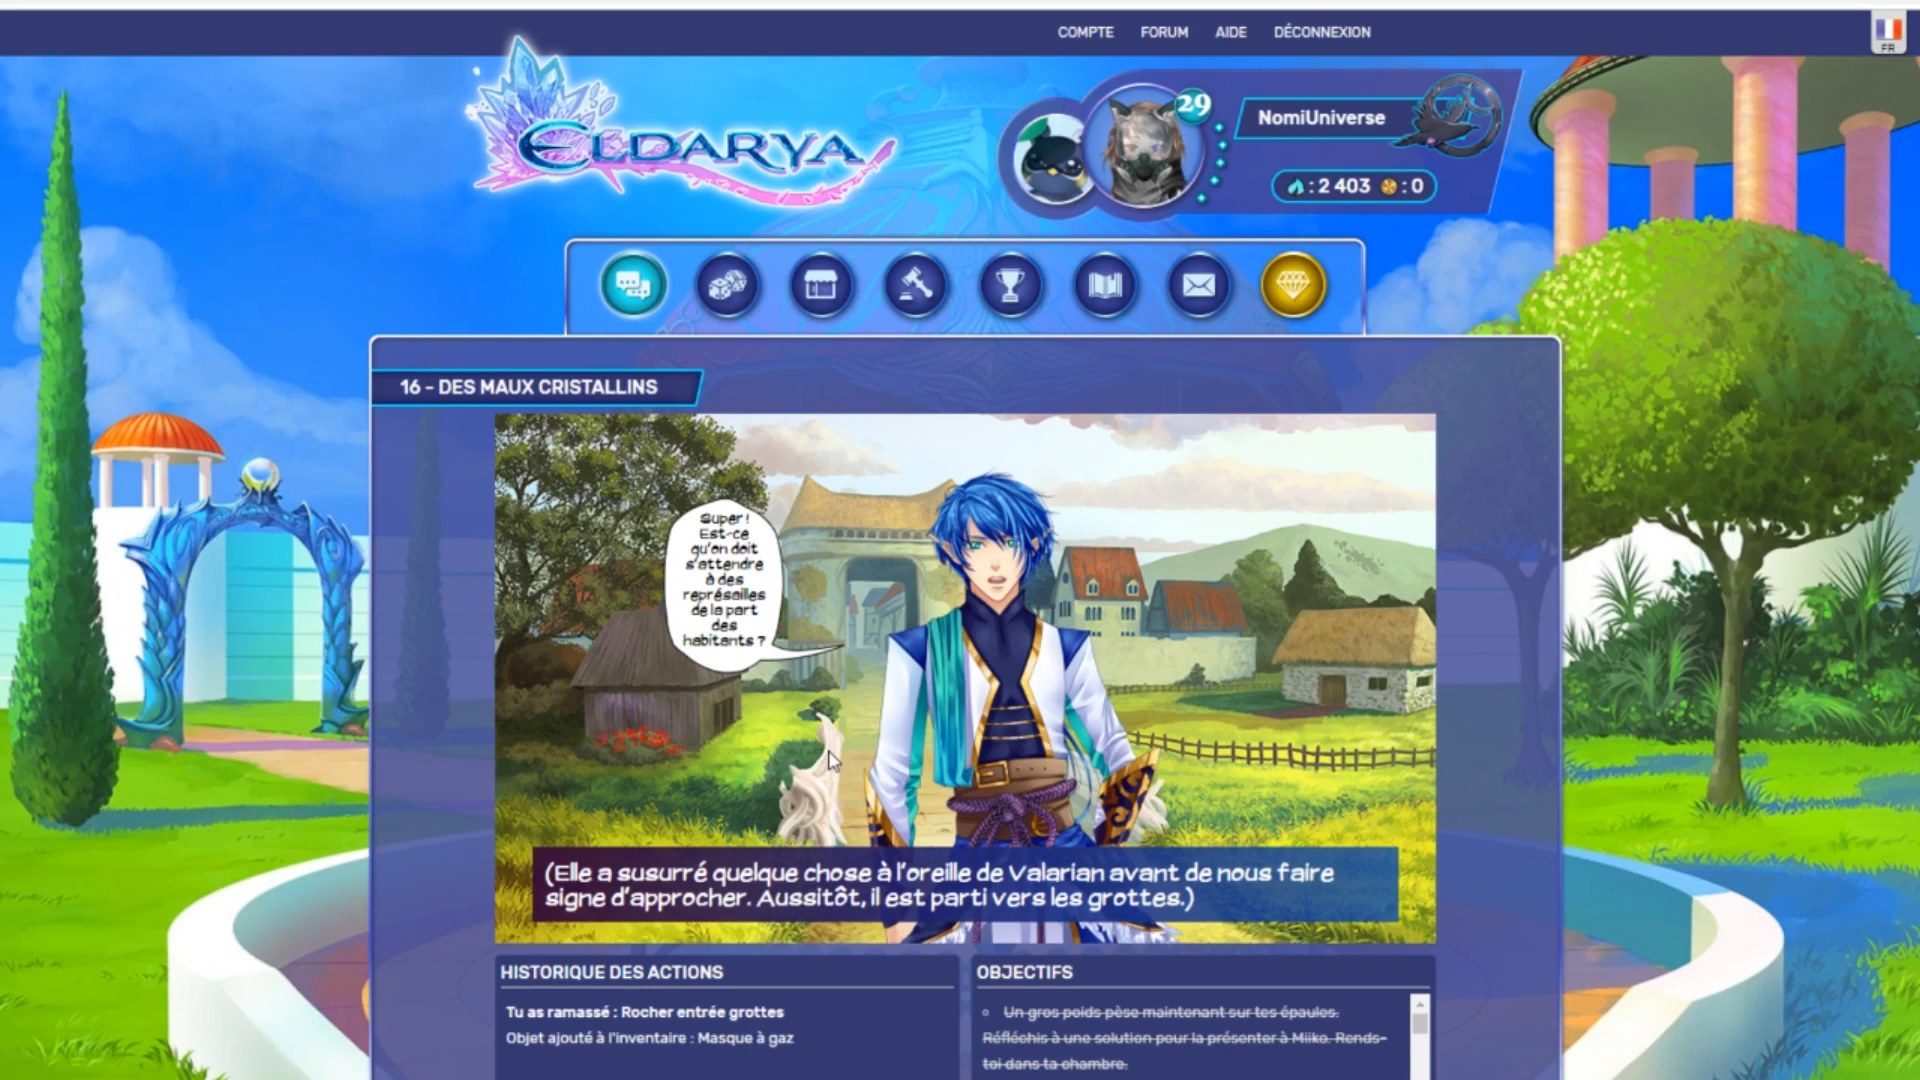 COMPTE FORUM AIDE DÉCONNEXION
FR
ELDARYA
29
NomiUniverse
: 2 403 : 0
16 - DES MAUX CRISTALLINS
Super !
Est-ce
qu'on doit
s'attendre
à des
représailles
de la part
des
habitants ?
(Elle a susurré quelque chose à l'oreille de Valarian avant de nous faire
signe d'approcher. Aussitôt, il est parti vers les grottes.)
HISTORIQUE DES ACTIONS
Tu as ramassé : Rocher entrée grottes
Objet ajouté à l'inventaire : Masque à gaz
OBJECTIFS
Un gros poids pèse maintenant sur tes épaules.
Réfléchis à une solution pour la présenter à Miiko. Rends-
toi dans ta chambre.